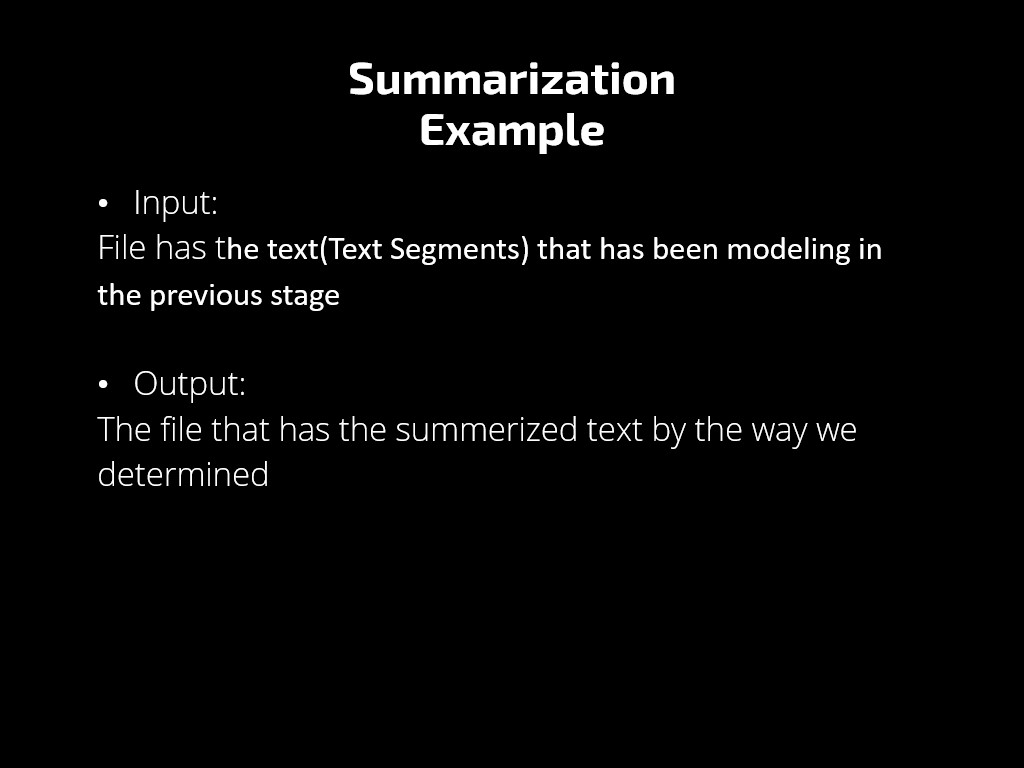 Summarization
Example
• Input:
File has the text(Text Segments) that has been modeling in
the previous stage
• Output:
The file that has the summerized text by the way we
determined